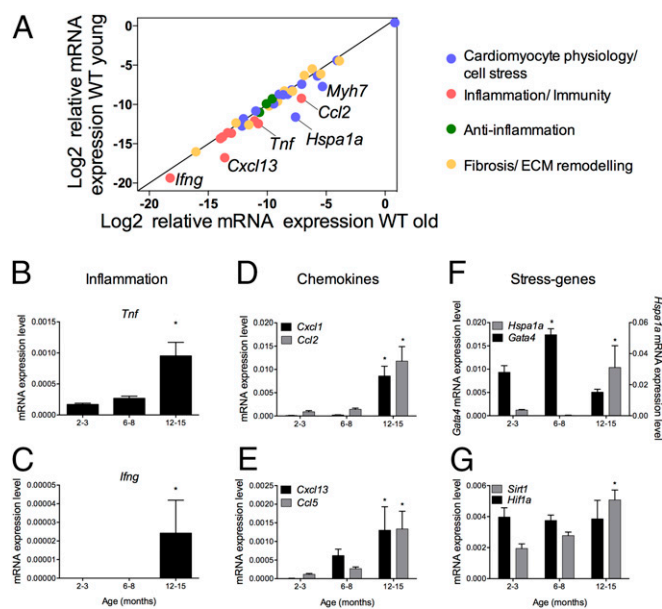 A
Log2 relative mRNA
expression WT young
0
-5
-10
-15
-20
Myh7
Ccl2
Tnf
Hspa1a
Cxcl13
Ifng
-20 -15 -10 -5 0
Log2 relative mRNA expression WT old
Cardiomyocyte physiology/
cell stress
Inflammation/ Immunity
Anti-inflammation
Fibrosis/ ECM remodelling
B Inflammation
Tnf
mRNA expression level
0.0015
0.0010
0.0005
0.0000
*
2-3 6-8 12-15
D Chemokines
Cxcl1
Ccl2
mRNA expression level
0.020
0.015
0.010
0.005
0.000
* *
2-3 6-8 12-15
F Stress-genes
Hspa1a
Gata4
Gata4 mRNA expression level
0.020
0.015
0.010
0.005
0.000
* *
Hspa1a mRNA expression level
0.06
0.04
0.02
0.00
2-3 6-8 12-15
C
Ifng
mRNA expression level
0.00005
0.00004
0.00003
0.00002
0.00001
0.00000
*
2-3 6-8 12-15
Age (months)
E
Cxcl13
Ccl5
mRNA expression level
0.0025
0.0020
0.0015
0.0010
0.0005
0.0000
* *
2-3 6-8 12-15
Age (months)
G
Sirt1
Hif1a
mRNA expression level
0.008
0.006
0.004
0.002
0.000
*
2-3 6-8 12-15
Age (months)